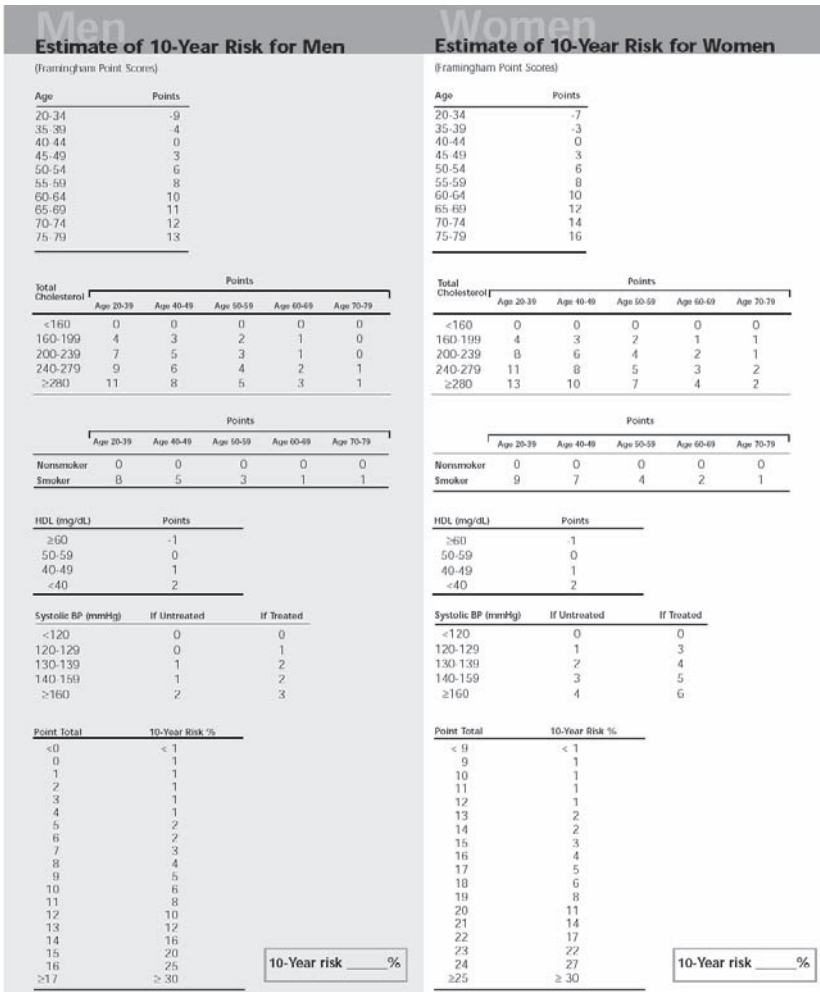 Men
Estimate of 10-Year Risk for Men
(Framingham Point Scores)
Age Points
20-34 -9
35-39 -4
40-44 0
45-49 3
50-54 6
55-59 8
60-64 10
65-69 11
70-74 12
75-79 13
Points
Total
Cholesterol
Age 20-39 Age 40-49 Age 50-59 Age 60-69 Age 70-79
<160 0 0 0 0 0
160-199 4 3 2 1 0
200-239 7 5 3 1 0
240-279 9 6 4 2 1
≥280 11 8 5 3 1
Points
Age 20-39 Age 40-49 Age 50-59 Age 60-69 Age 70-79
Nonsmoker 0 0 0 0 0
Smoker 8 5 3 1 1
HDL (mg/dL) Points
≥60 -1
50-59 0
40-49 1
<40 2
Systolic BP (mmHg) If Untreated If Treated
<120 0 0
120-129 0 1
130-139 1 2
140-159 1 2
≥160 2 3
Point Total 10-Year Risk %
<0 < 1
0 1
1 1
2 1
3 1
4 1
5 2
6 2
7 3
8 4
9 5
10 6
11 8
12 10
13 12
14 16
15 20
16 25
≥17 ≥ 30
10-Year risk _____%
Women
Estimate of 10-Year Risk for Women
(Framingham Point Scores)
Age Points
20-34 -7
35-39 -3
40-44 0
45-49 3
50-54 6
55-59 8
60-64 10
65-69 12
70-74 14
75-79 16
Points
Total
Cholesterol
Age 20-39 Age 40-49 Age 50-59 Age 60-69 Age 70-79
<160 0 0 0 0 0
160-199 4 3 2 1 1
200-239 8 6 4 2 1
240-279 11 8 5 3 2
≥280 13 10 7 4 2
Points
Age 20-39 Age 40-49 Age 50-59 Age 60-69 Age 70-79
Nonsmoker 0 0 0 0 0
Smoker 9 7 4 2 1
HDL (mg/dL) Points
≥60 -1
50-59 0
40-49 1
<40 2
Systolic BP (mmHg) If Untreated If Treated
<120 0 0
120-129 1 3
130-139 2 4
140-159 3 5
≥160 4 6
Point Total 10-Year Risk %
< 9 < 1
9 1
10 1
11 1
12 1
13 2
14 2
15 3
16 4
17 5
18 6
19 8
20 11
21 14
22 17
23 22
24 27
≥25 ≥ 30
10-Year risk _____%